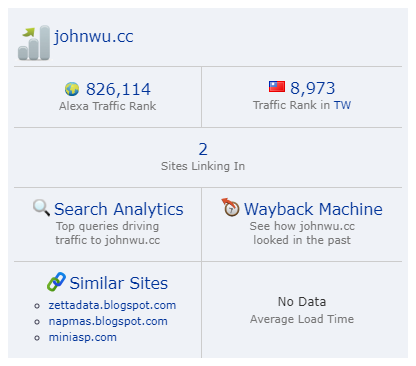 johnwu.cc
826,114
Alexa Traffic Rank
8,973
Traffic Rank in TW
2
Sites Linking In
Search Analytics
Top queries driving
traffic to johnwu.cc
Wayback Machine
See how johnwu.cc
looked in the past
Similar Sites
zettadata.blogspot.com
napmas.blogspot.com
miniasp.com
No Data
Average Load Time